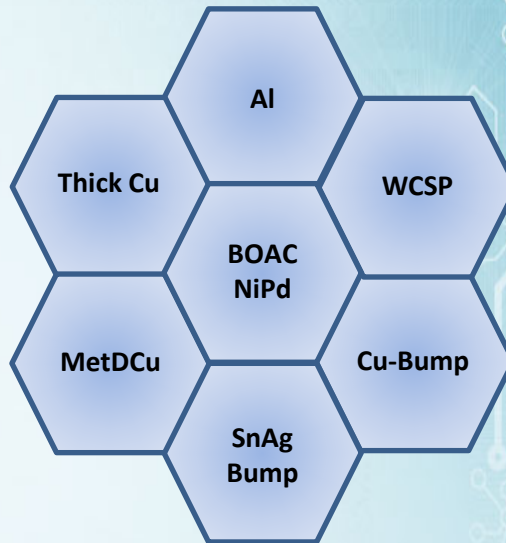 Al
Thick Cu
WCSP
BOAC
NiPd
MetDCu
Cu-Bump
SnAg
Bump